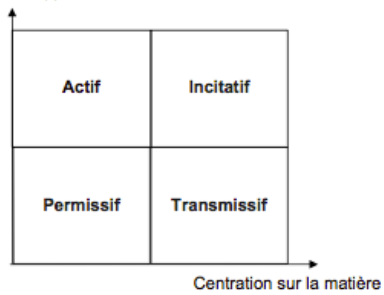 Actif
Incitatif
Permissif
Transmissif
Centration sur la matière